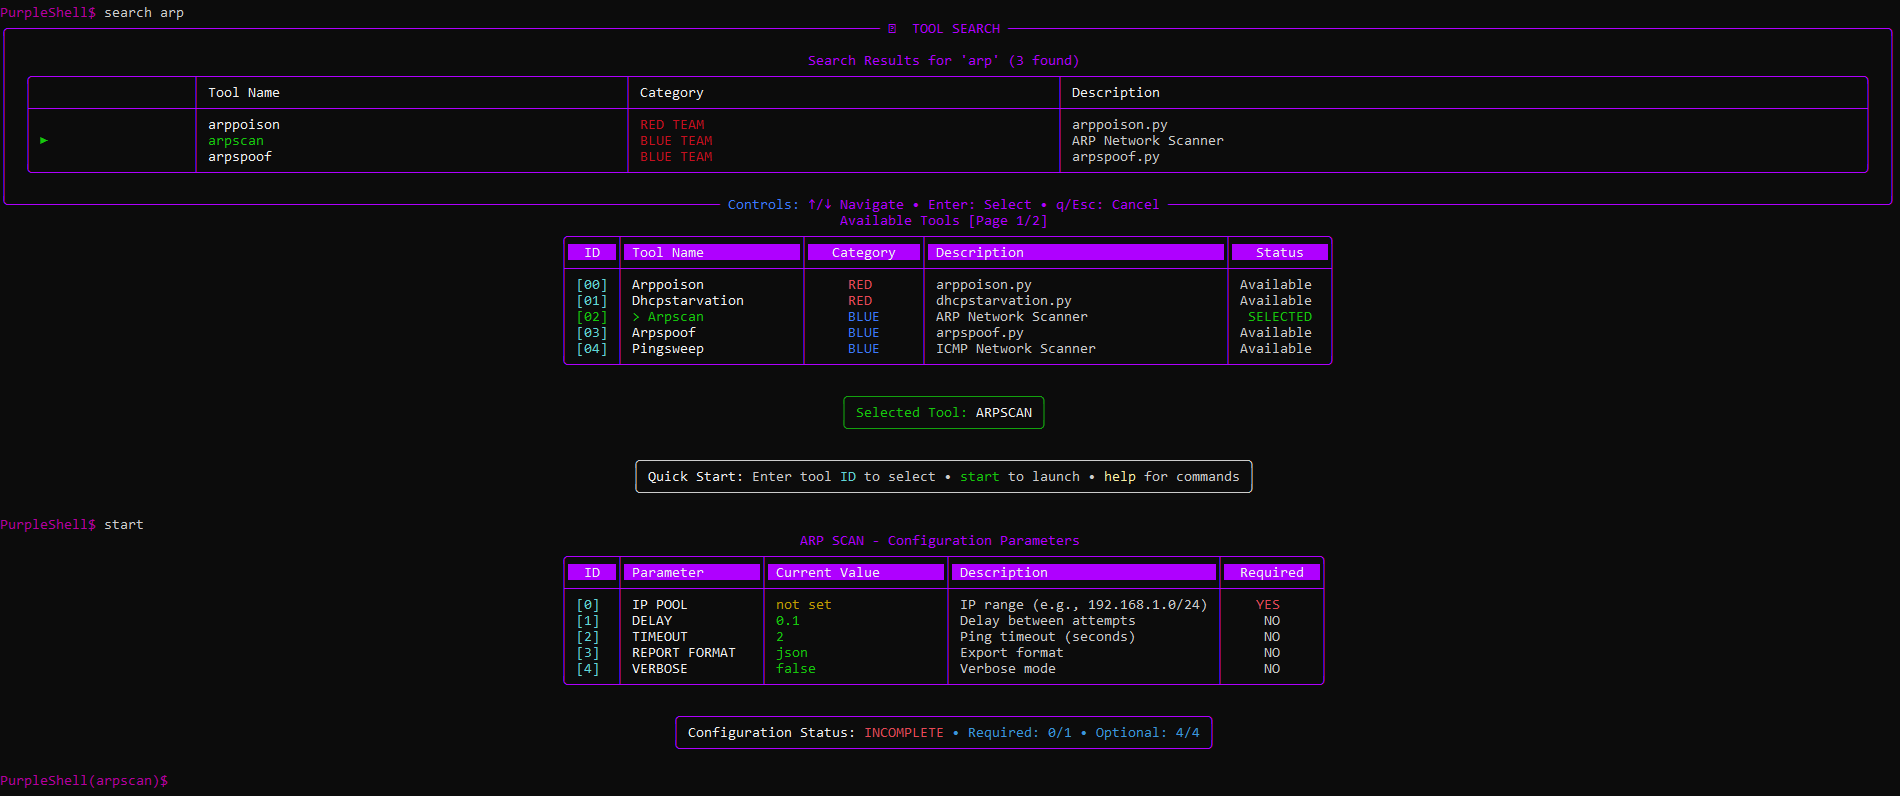 PurpleShell$ search arp
TOOL SEARCH
Search Results for 'arp' (3 found)
Tool Name Category Description
arppoison RED TEAM arppoison.py
► arpscan BLUE TEAM ARP Network Scanner
arpspoof BLUE TEAM arpspoof.py
Controls: ↑/↓ Navigate • Enter: Select • q/Esc: Cancel
Available Tools [Page 1/2]
ID Tool Name Category Description Status
[00] Arppoison RED arppoison.py Available
[01] Dhcpstarvation RED dhcpstarvation.py Available
[02] > Arpscan BLUE ARP Network Scanner SELECTED
[03] Arpspoof BLUE arpspoof.py Available
[04] Pingsweep BLUE ICMP Network Scanner Available
Selected Tool: ARPSCAN
Quick Start: Enter tool ID to select • start to launch • help for commands
PurpleShell$ start
ARP SCAN - Configuration Parameters
ID Parameter Current Value Description Required
[0] IP POOL not set IP range (e.g., 192.168.1.0/24) YES
[1] DELAY 0.1 Delay between attempts NO
[2] TIMEOUT 2 Ping timeout (seconds) NO
[3] REPORT FORMAT json Export format NO
[4] VERBOSE false Verbose mode NO
Configuration Status: INCOMPLETE • Required: 0/1 • Optional: 4/4
PurpleShell(arpscan)$